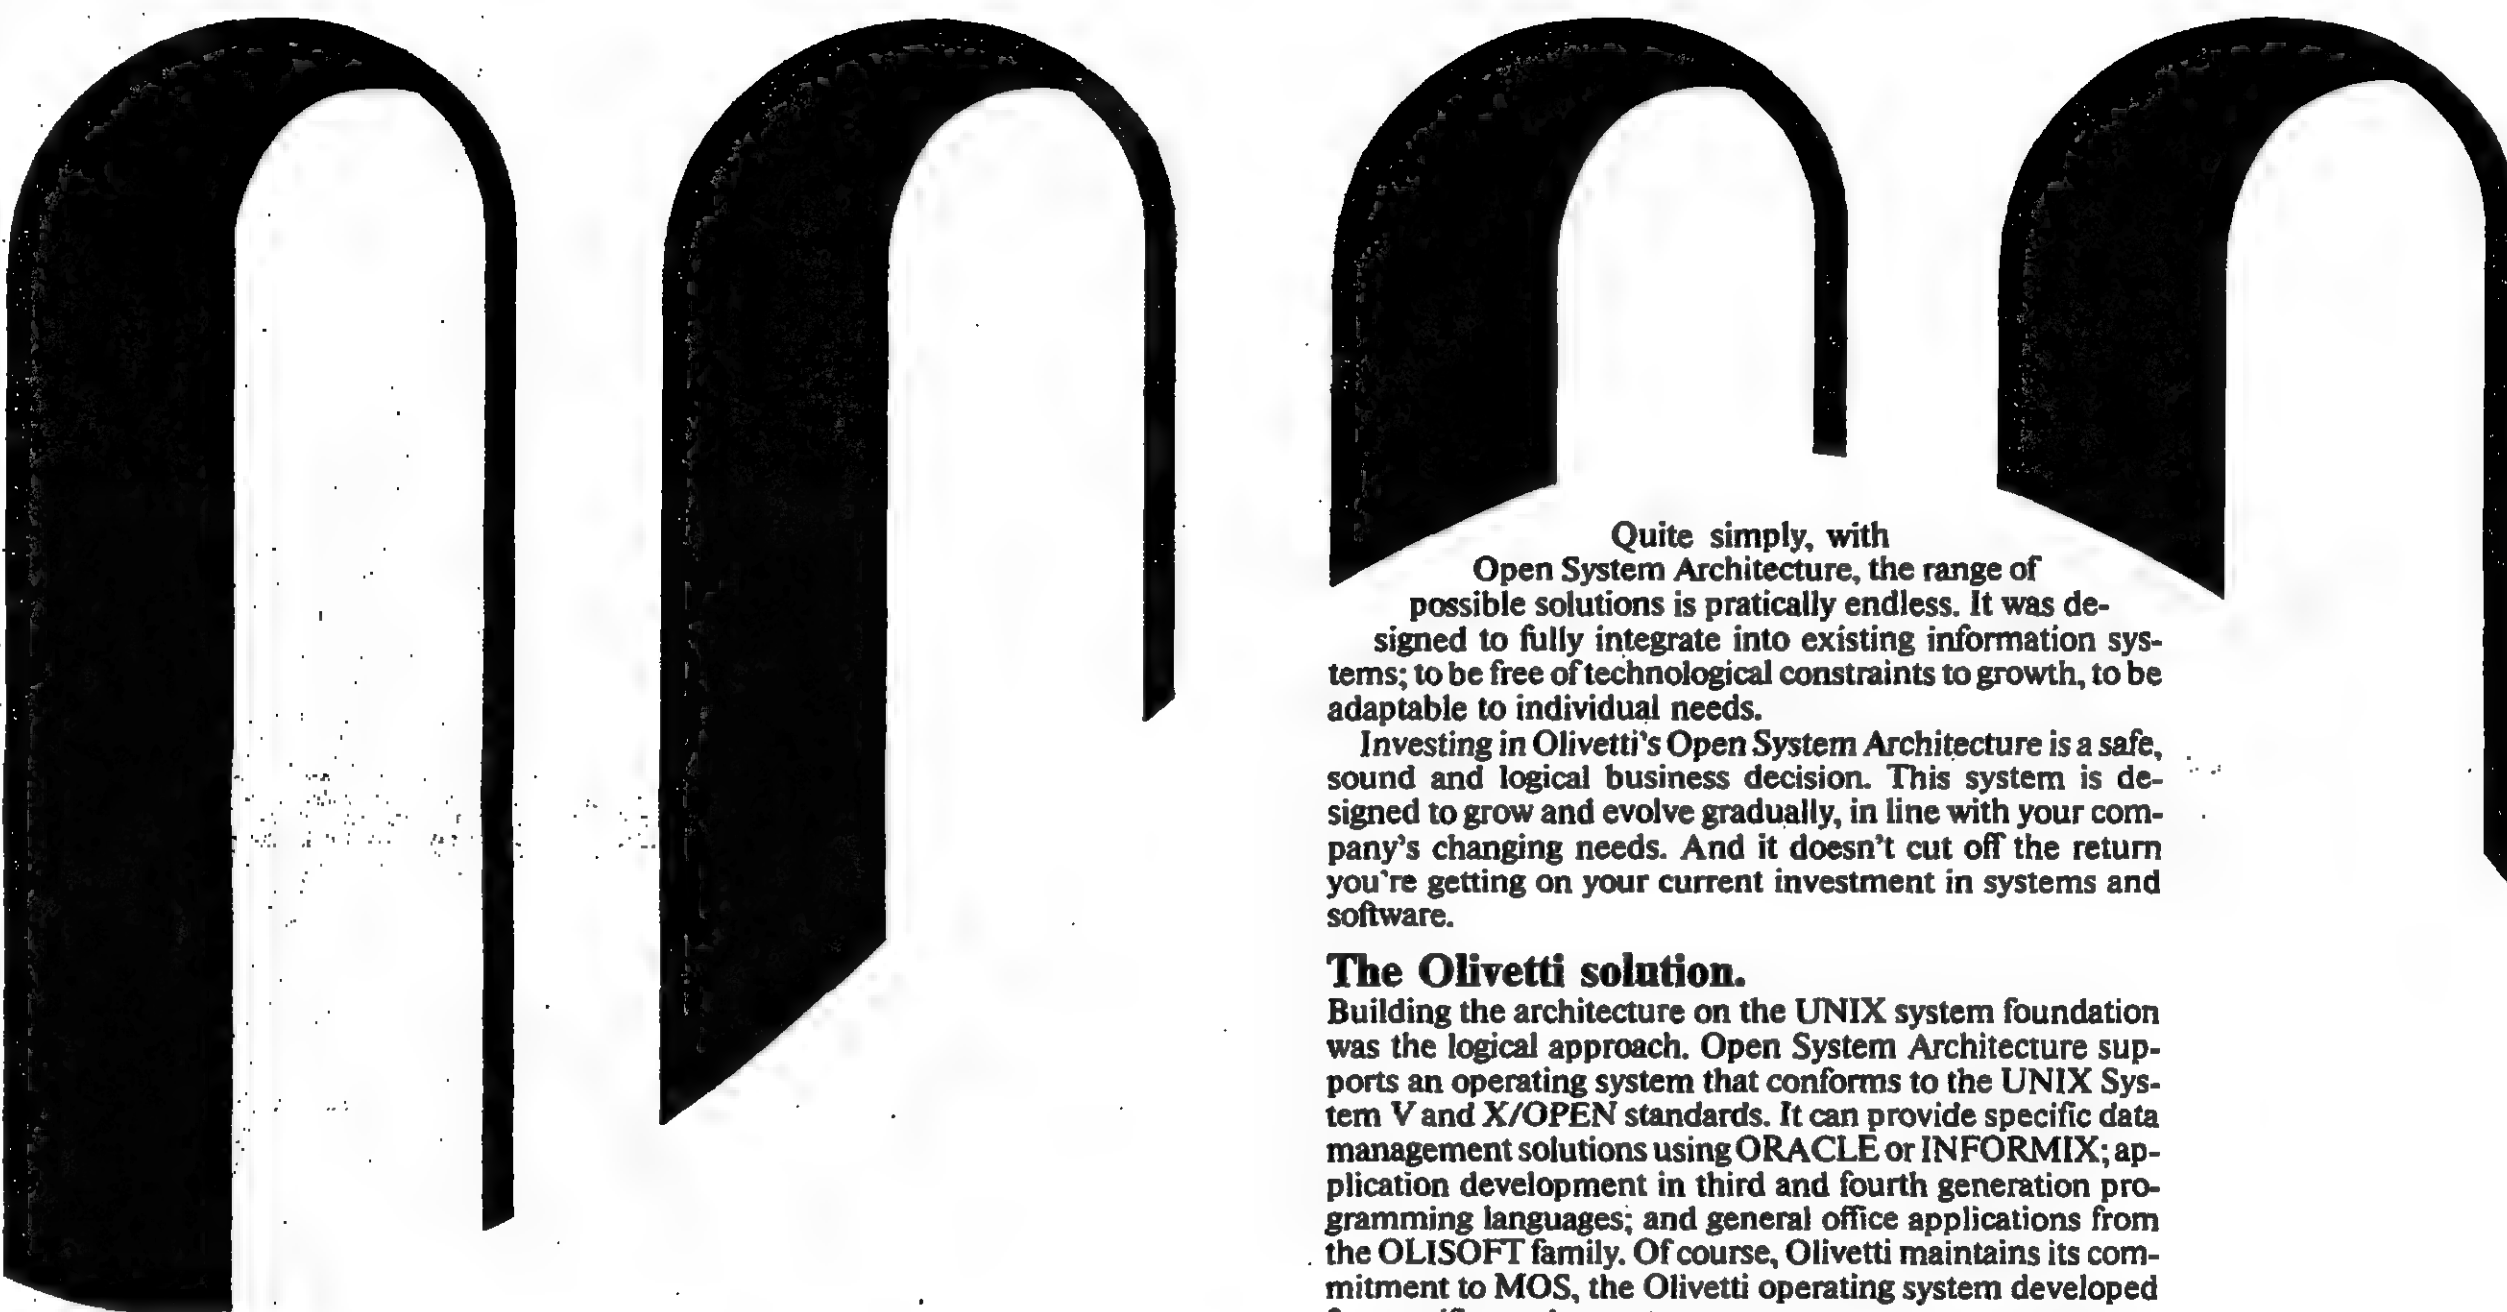 Quite simply, with
Open System Architecture, the range of
possible solutions is pratically endless. It was de-
signed to fully integrate into existing information sys-
tems; to be free of technological constraints to growth, to be
adaptable to individual needs.
Investing in Olivetti's Open System Architecture is a safe,
sound and logical business decision. This system is de-
signed to grow and evolve gradually, in line with your com-
pany's changing needs. And it doesn't cut off the return
you're getting on your current investment in systems and
software.
The Olivetti solution.
Building the architecture on the UNIX system foundation
was the logical approach. Open System Architecture sup-
ports an operating system that conforms to the UNIX Sys-
tem V and X/OPEN standards. It can provide specific data
management solutions using ORACLE or INFORMIX; ap-
plication development in third and fourth generation pro-
gramming languages; and general office applications from
the OLISOFT family. Of course, Olivetti maintains its com-
mitment to MOS, the Olivetti operating system developed